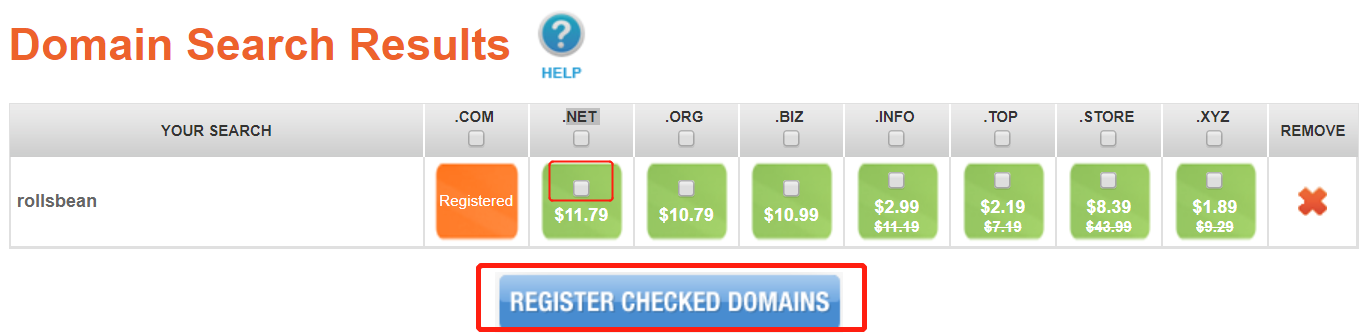 Domain Search Results
?
HELP
YOUR SEARCH .COM .NET .ORG .BIZ .INFO .TOP .STORE .XYZ REMOVE
rollsbean Registered $11.79 $10.79 $10.99 $2.99 $2.19 $8.39 $1.89
$11.19 $7.19 $43.99 $9.29
REGISTER CHECKED DOMAINS